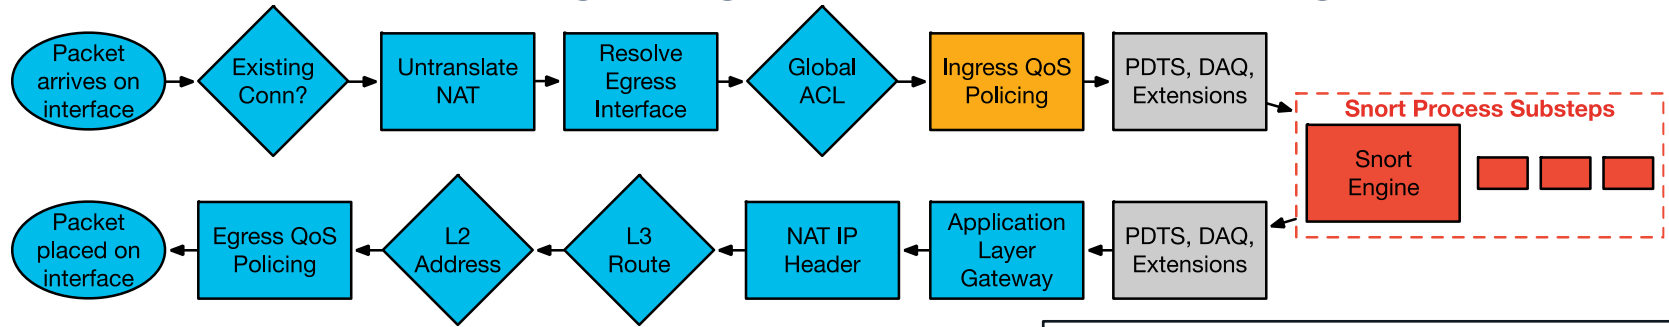 Packet
arrives on
interface
Existing
Conn?
Untranslate
NAT
Resolve
Egress
Interface
Global
ACL
Ingress QoS
Policing
PDTS, DAQ,
Extensions
Snort Process Substeps
Snort
Engine
Packet
placed on
interface
Egress QoS
Policing
L2
Address
L3
Route
NAT IP
Header
Application
Layer
Gateway
PDTS, DAQ,
Extensions